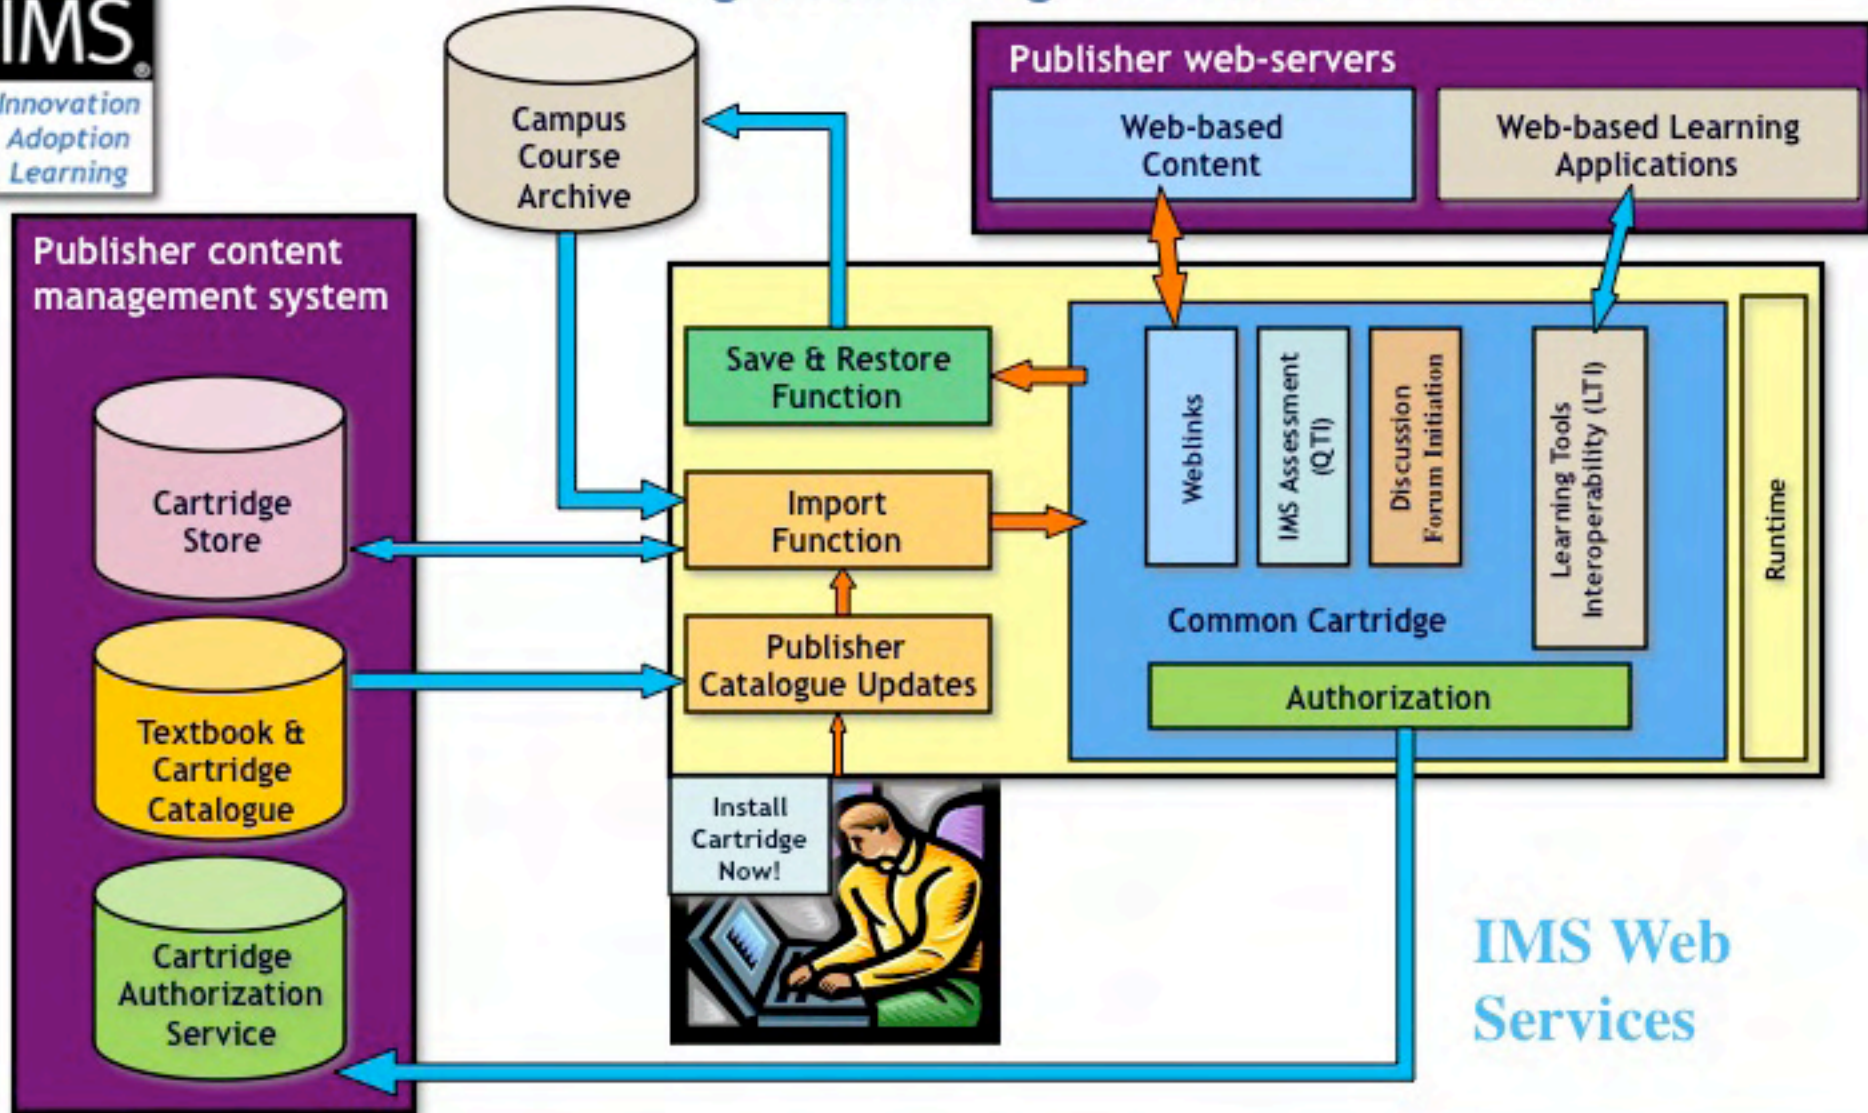 IMS
®
Innovation
Adoption
Learning
Publisher web-servers
Web-based
Content
Web-based Learning
Applications
Campus
Course
Archive
Publisher content
management system
Cartridge
Store
Textbook &
Cartridge
Catalogue
Cartridge
Authorization
Service
Save & Restore
Function
Import
Function
Publisher
Catalogue Updates
Install
Cartridge
Now!
Weblinks
IMS Assessment
(QTI)
Discussion
Forum Initiation
Learning Tools
Interoperability (LTI)
Common Cartridge
Authorization
Runtime
IMS Web
Services